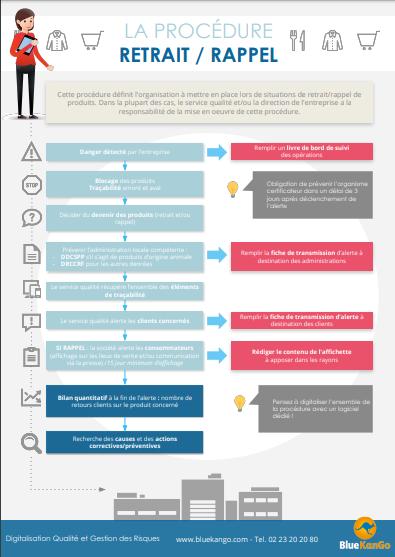 LA PROCÉDURE
RETRAIT / RAPPEL
Cette procédure définit l'organisation à mettre en place lors de situations de retrait/rappel de
produits. Dans la plupart des cas, le service qualité et/ou la direction de l'entreprise a la
responsabilité de la mise en oeuvre de cette procédure.
Danger détecté par l'entreprise
Remplir un livre de bord de suivi
des opérations
STOP
Blocage des produits
Traçabilité amont et aval
Obligation de prévenir l'organisme
certificateur dans un délai de 3
jours après déclenchement de
l'alerte
Décider du devenir des produits (retrait et/ou
rappel)
Prévenir l'administration locale compétente :
- DDCSPP s'il s'agit de produits d'origine animale
- DRCCRF pour les autres denrées
Remplir la fiche de transmission d'alerte à
destination des administrations
Le service qualité récupère l'ensemble des éléments
de traçabilité
Le service qualité alerte les clients concernés
Remplir la fiche de transmission d'alerte à
destination des clients
SI RAPPEL : la société alerte les consommateurs
(affichage sur les lieux de vente et/ou communication
via la presse) /15 jour minimum d'affichage
Rédiger le contenu de l'affichette
à apposer dans les rayons
Bilan quantitatif à la fin de l'alerte : nombre de
retours clients sur le produit concerné
Pensez à digitaliser l'ensemble de
la procédure avec un logiciel
dédié !
Recherche des causes et des actions
correctives/préventives
Digitalisation Qualité et Gestion des Risques
www.bluekango.com - Tel. 02 23 20 20 80
BlueKanGo